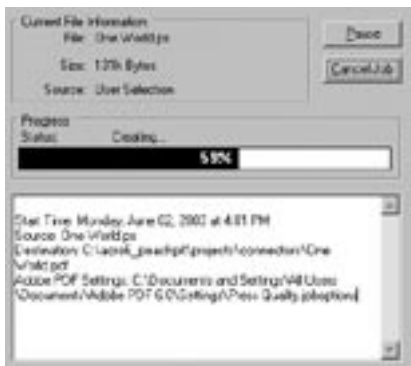 Current File Information
File: One World.ps
Pause
Size: 131k Bytes
Cancel Job
Source: User Selection
Progress
Status: Creating...
59%
Start Time: Monday, June 02, 2003 at 4:01 PM
Source: One World.ps
Destination: C:\acro6_peachpit\projects\connection\One
World.pdf
Adobe PDF Settings: C:\Documents and Settings\All Users
\Documents\Adobe PDF 6.0\Settings\Press Quality.joboptions